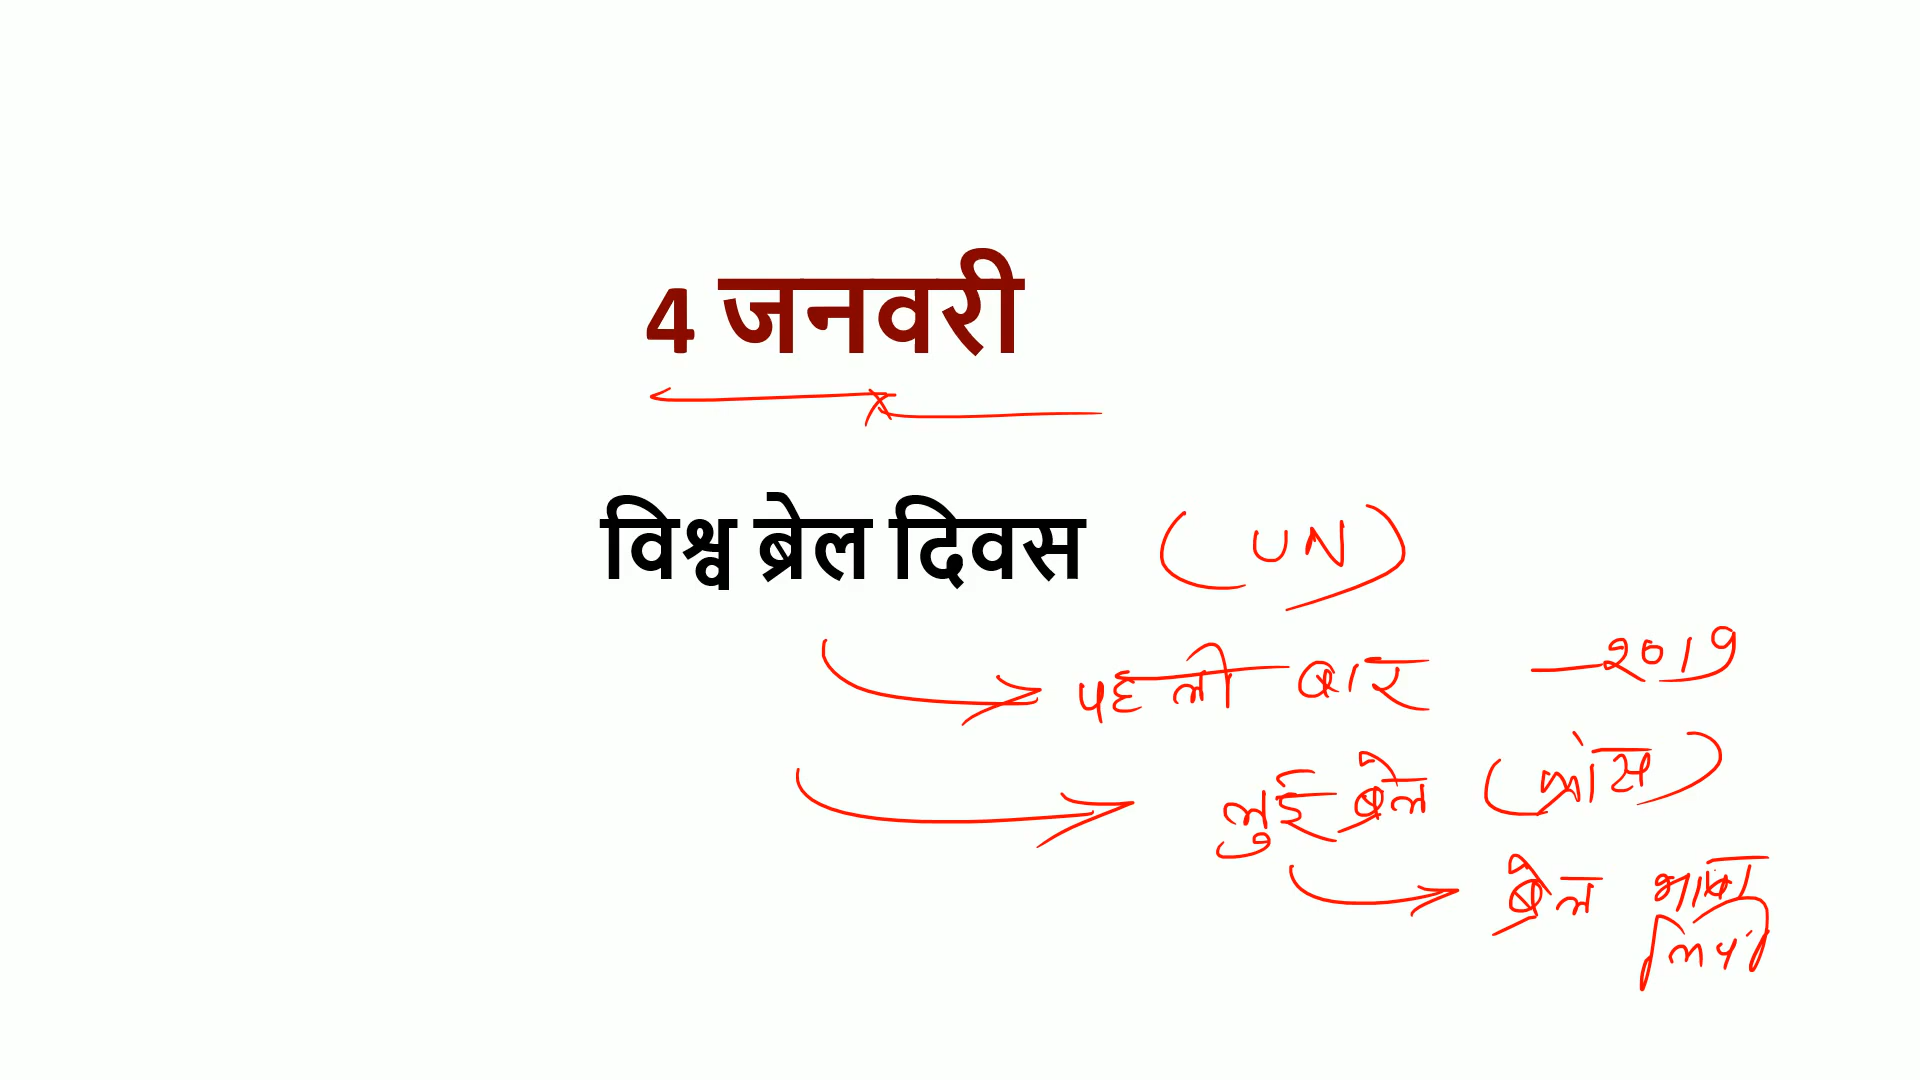 4 जनवरी
विश्व ब्रेल दिवस (UN)
पहली बार — 2019
लुई ब्रेल (फ्रांस)
ब्रेल भाषा
लिपि